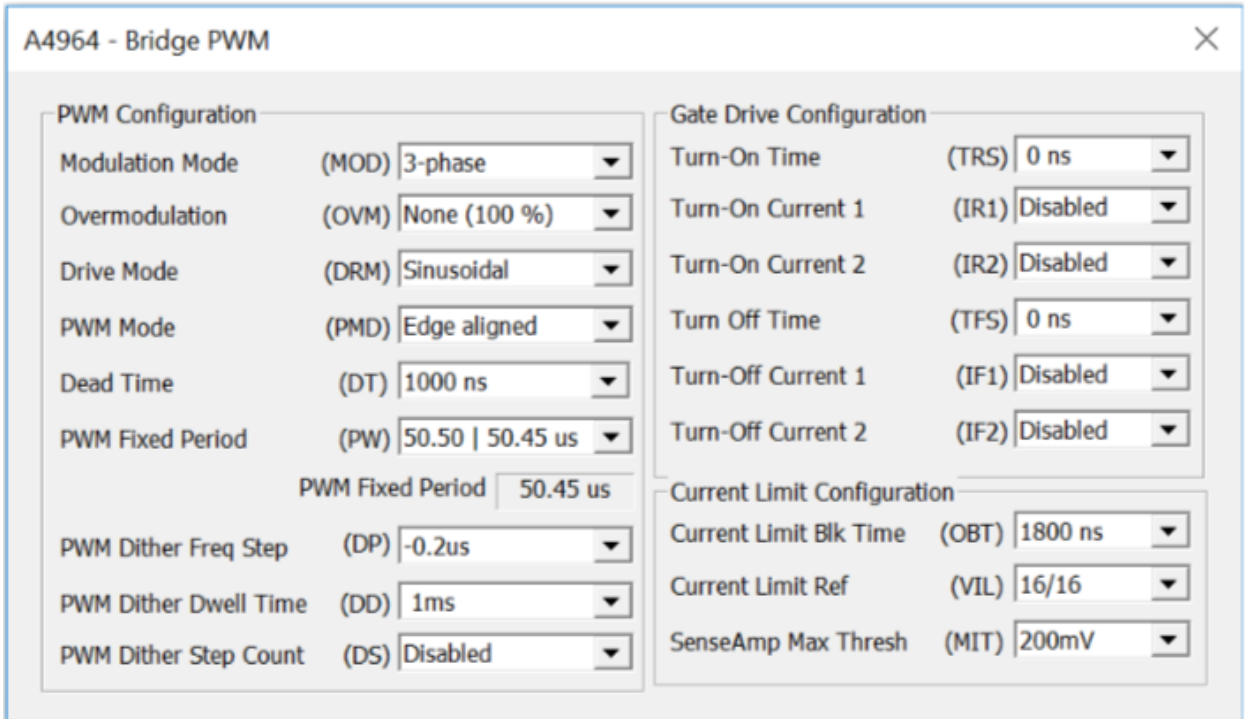 A4964 - Bridge PWM
PWM Configuration
Modulation Mode (MOD) 3-phase
Overmodulation (OVM) None (100 %)
Drive Mode (DRM) Sinusoidal
PWM Mode (PMD) Edge aligned
Dead Time (DT) 1000 ns
PWM Fixed Period (PW) 50.50 | 50.45 us
PWM Fixed Period 50.45 us
PWM Dither Freq Step (DP) -0.2us
PWM Dither Dwell Time (DD) 1ms
PWM Dither Step Count (DS) Disabled
Gate Drive Configuration
Turn-On Time (TRS) 0 ns
Turn-On Current 1 (IR1) Disabled
Turn-On Current 2 (IR2) Disabled
Turn Off Time (TFS) 0 ns
Turn-Off Current 1 (IF1) Disabled
Turn-Off Current 2 (IF2) Disabled
Current Limit Configuration
Current Limit Blk Time (OBT) 1800 ns
Current Limit Ref (VIL) 16/16
SenseAmp Max Thresh (MIT) 200mV